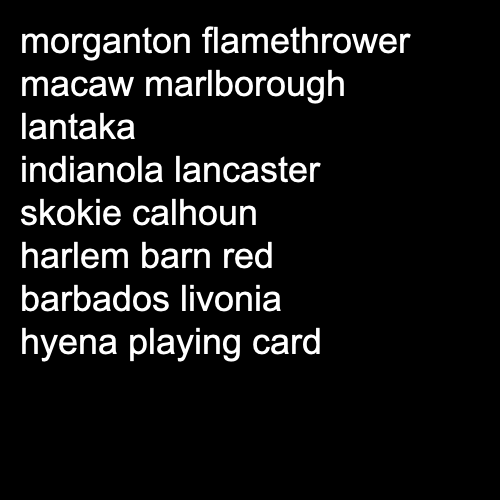 morganton flamethrower
macaw marlborough
lantaka
indianola lancaster
skokie calhoun
harlem barn red
barbados livonia
hyena playing card